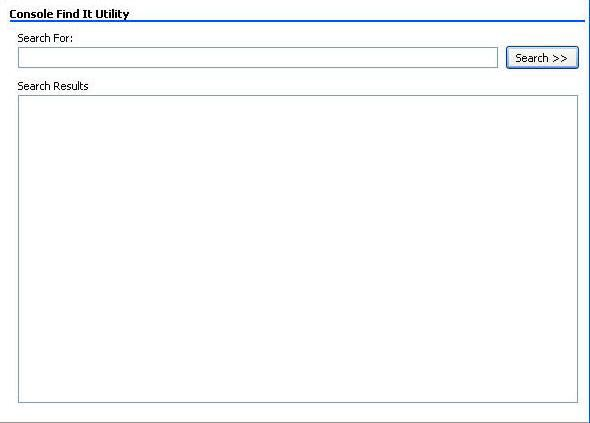 Console Find It Utility
Search For:
Search >>
Search Results